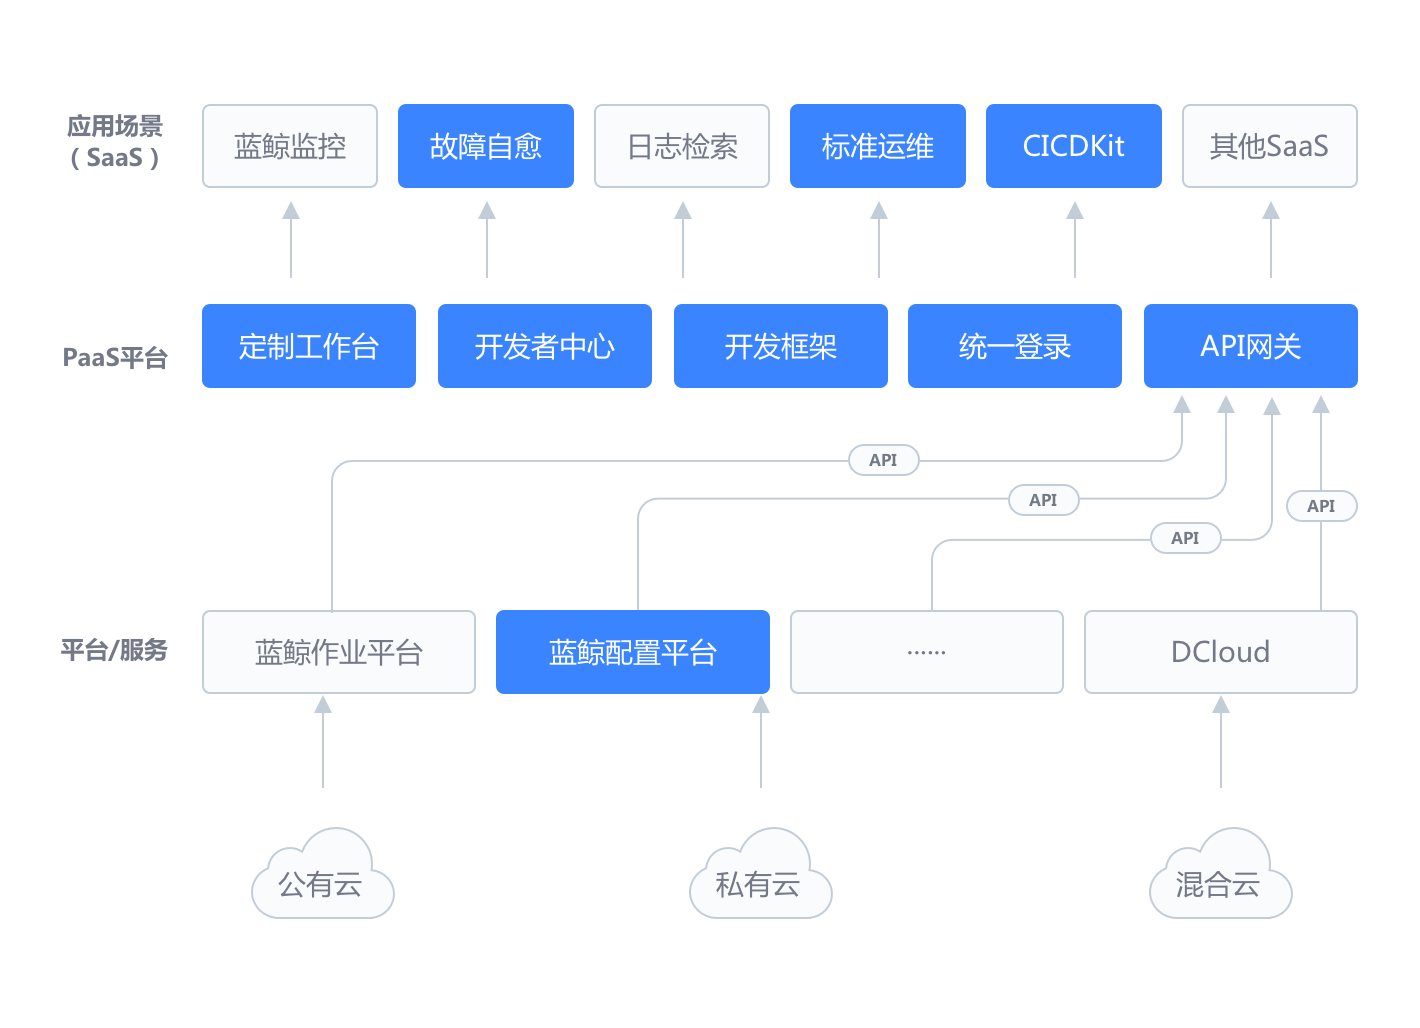 应用场景
（SaaS）
蓝鲸监控
故障自愈
日志检索
标准运维
CICDKit
其他SaaS
PaaS平台
定制工作台
开发者中心
开发框架
统一登录
API网关
API
API
API
API
平台/服务
蓝鲸作业平台
蓝鲸配置平台
······
DCloud
公有云
私有云
混合云